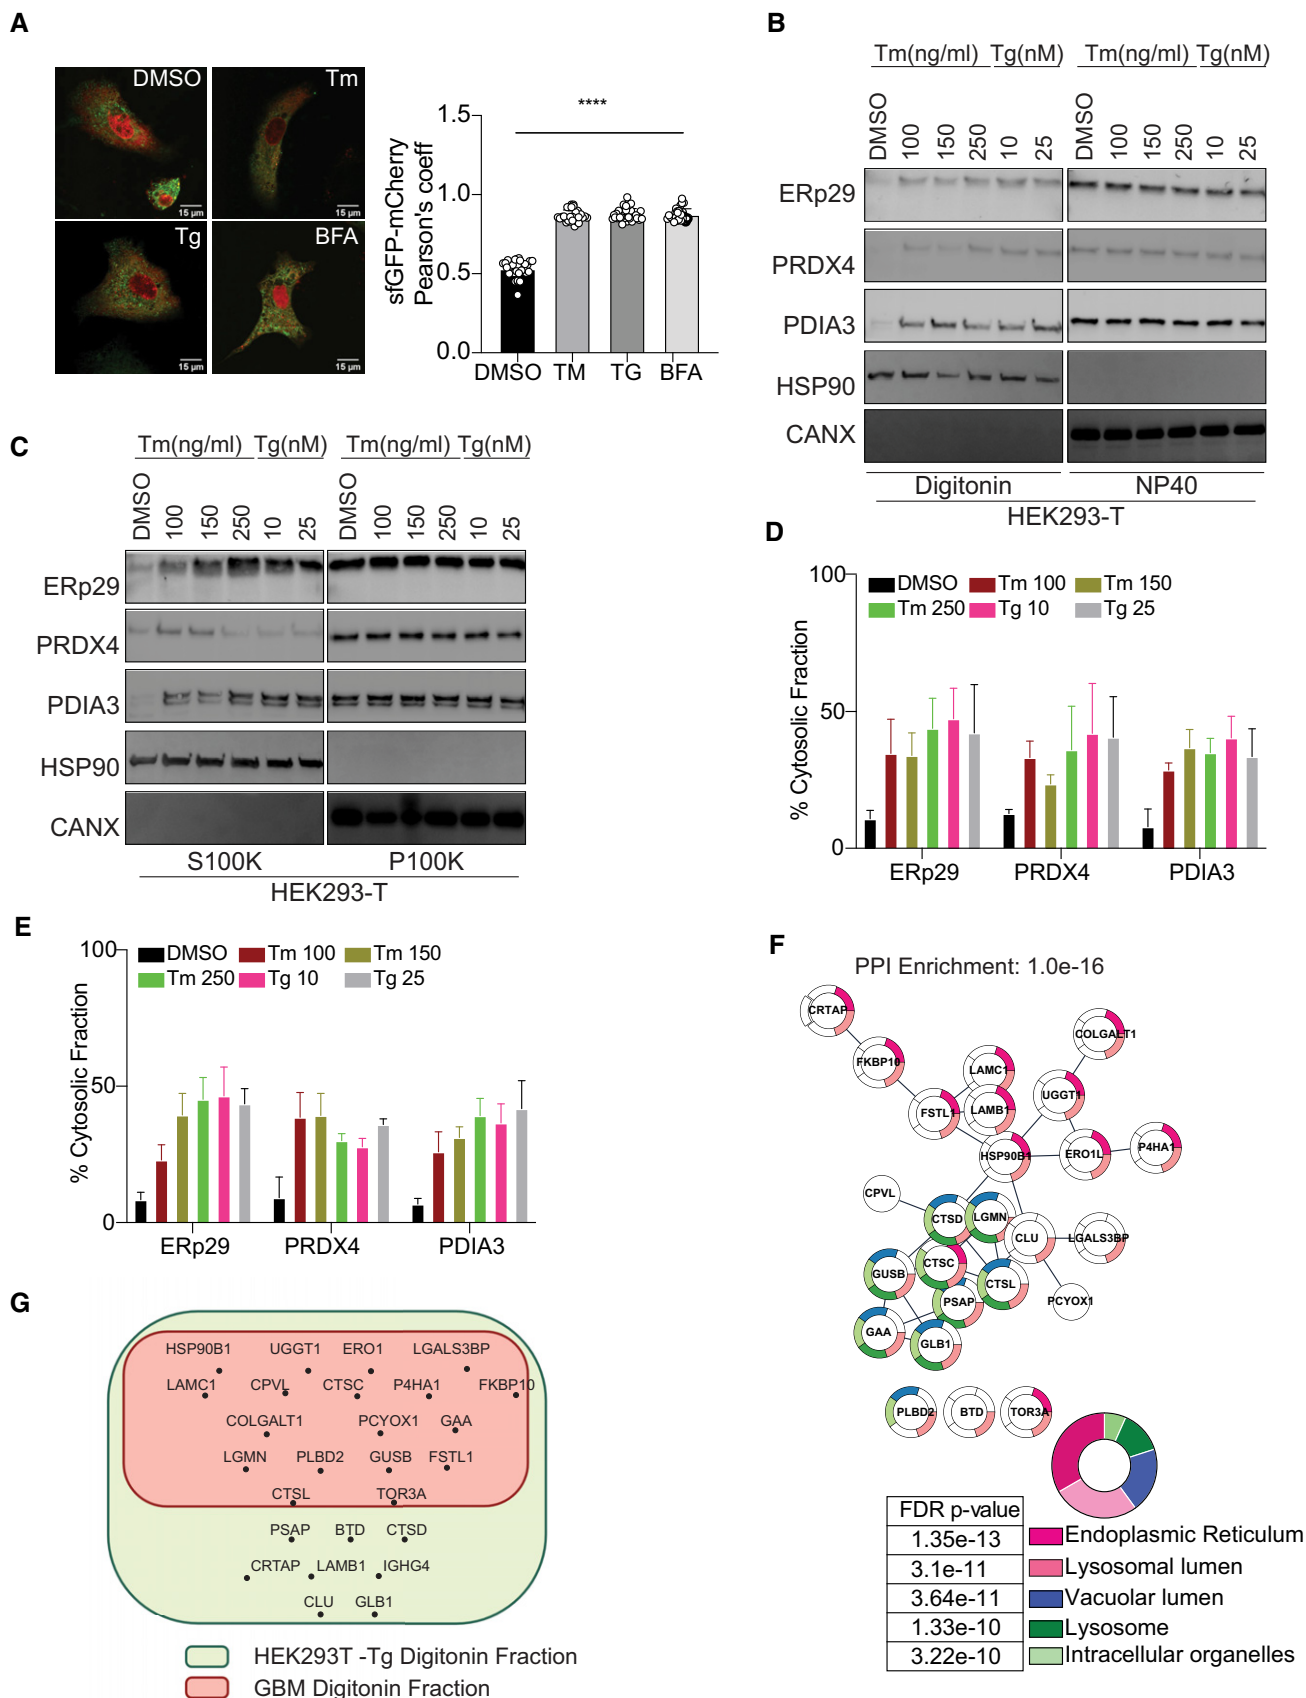 A
DMSO
Tm
Tg
BFA
15 µm
15 µm
15 µm
15 µm
sfGFP-mCherry
Pearson's coeff
1.5
1.0
0.5
0.0
****
DMSO TM TG BFA
B
Tm(ng/ml) Tg(nM) Tm(ng/ml) Tg(nM)
DMSO 100 150 250 10 25 DMSO 100 150 250 10 25
ERp29
PRDX4
PDIA3
HSP90
CANX
Digitonin NP40
HEK293-T
C
Tm(ng/ml) Tg(nM) Tm(ng/ml) Tg(nM)
DMSO 100 150 250 10 25 DMSO 100 150 250 10 25
ERp29
PRDX4
PDIA3
HSP90
CANX
S100K P100K
HEK293-T
D
% Cytosolic Fraction
100
50
0
DMSO Tm 100 Tm 150
Tm 250 Tg 10 Tg 25
ERp29 PRDX4 PDIA3
E
% Cytosolic Fraction
100
50
0
DMSO Tm 100 Tm 150
Tm 250 Tg 10 Tg 25
ERp29 PRDX4 PDIA3
F
PPI Enrichment: 1.0e-16
CRTAP
COLGALT1
FKBP10
LAMC1
UGGT1
FSTL1
LAMB1
HSP90B1
ERO1L
P4HA1
CPVL
CTSD
LGMN
CLU
LGALS3BP
GUSB
CTSC
CTSL
PSAP
PCYOX1
GAA
GLB1
PLBD2
BTD
TOR3A
FDR p-value
1.35e-13 Endoplasmic Reticulum
3.1e-11 Lysosomal lumen
3.64e-11 Vacuolar lumen
1.33e-10 Lysosome
3.22e-10 Intracellular organelles
G
HSP90B1 UGGT1 ERO1 LGALS3BP
LAMC1 CPVL CTSC P4HA1 FKBP10
COLGALT1 PCYOX1 GAA
LGMN PLBD2 GUSB FSTL1
CTSL TOR3A
PSAP BTD CTSD
CRTAP LAMB1 IGHG4
CLU GLB1
HEK293T -Tg Digitonin Fraction
GBM Digitonin Fraction